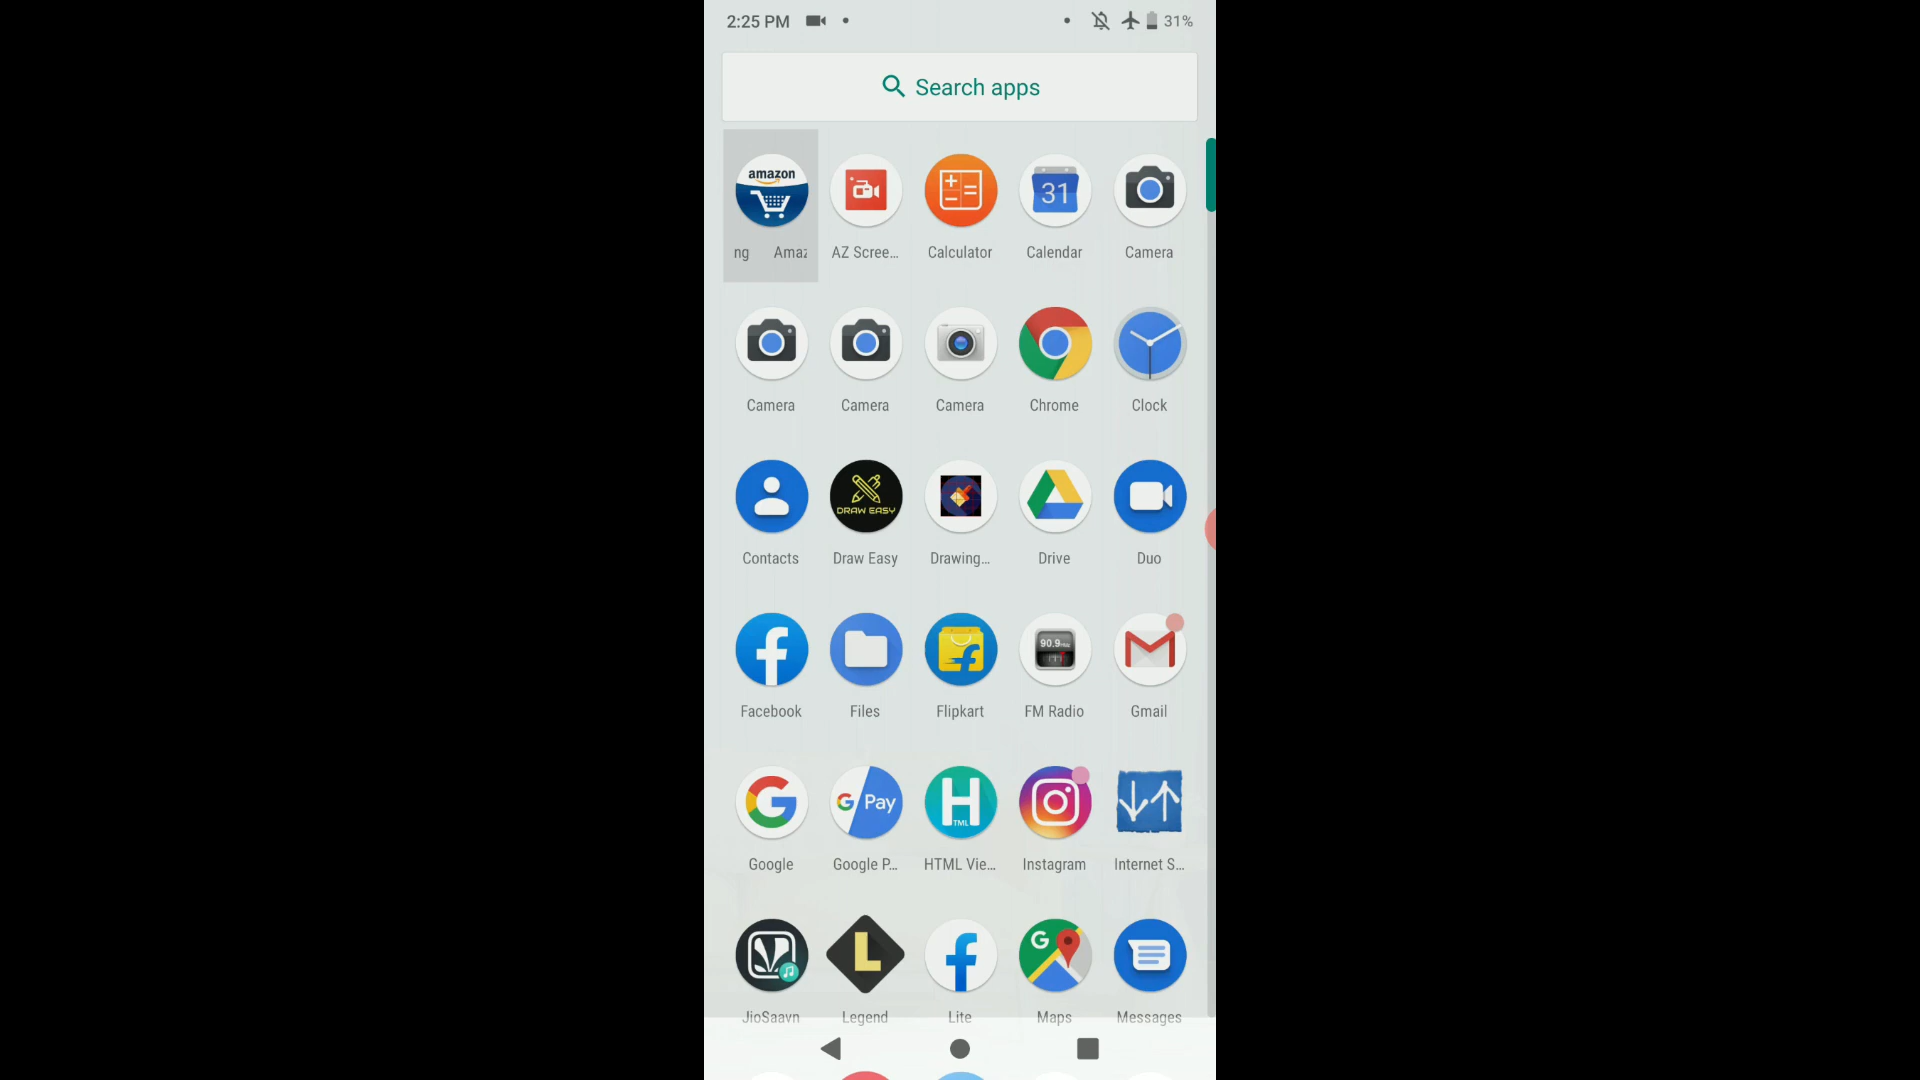 2:25 PM 31%
Search apps
amazon 31
ng Amaz AZ Scree... Calculator Calendar Camera
Camera Camera Camera Chrome Clock
DRAW EASY
Contacts Draw Easy Drawing... Drive Duo
90.9
Facebook Files Flipkart FM Radio Gmail
G Pay H TML
Google Google P... HTML Vie... Instagram Internet S...
L G
JioSaavn Legend Lite Maps Messages